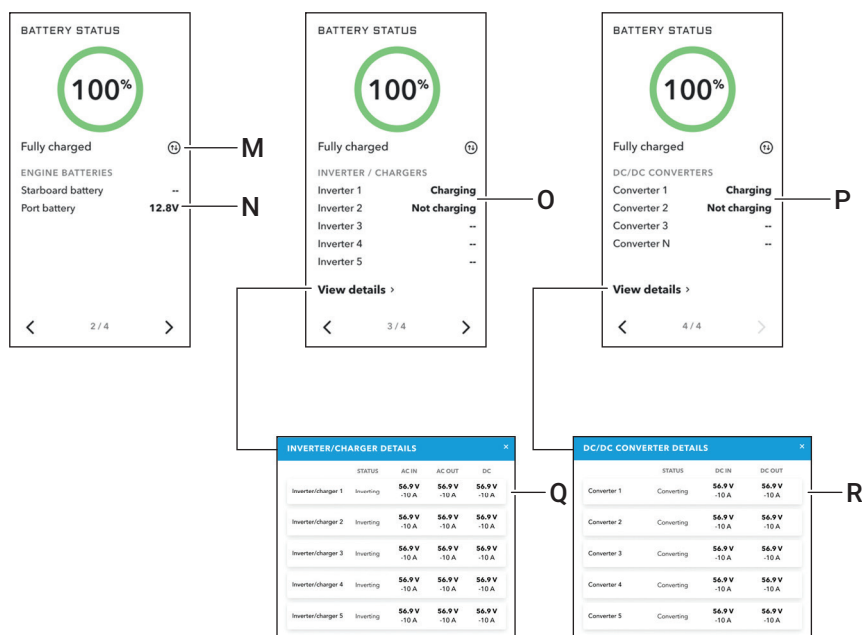 BATTERY STATUS
100%
Fully charged
M
ENGINE BATTERIES
Starboard battery --
Port battery 12.8V
N
2 / 4
BATTERY STATUS
100%
Fully charged
INVERTER / CHARGERS
Inverter 1 Charging
Inverter 2 Not charging
O
Inverter 3 --
Inverter 4 --
Inverter 5 --
View details >
3 / 4
BATTERY STATUS
100%
Fully charged
DC/DC CONVERTERS
Converter 1 Charging
Converter 2 Not charging
P
Converter 3 --
Converter N --
View details >
4 / 4
INVERTER/CHARGER DETAILS ×
STATUS AC IN AC OUT DC
Inverter/charger 1 Inverting 56.9 V 56.9 V 56.9 V
-10 A -10 A -10 A
Q
Inverter/charger 2 Inverting 56.9 V 56.9 V 56.9 V
-10 A -10 A -10 A
Inverter/charger 3 Inverting 56.9 V 56.9 V 56.9 V
-10 A -10 A -10 A
Inverter/charger 4 Inverting 56.9 V 56.9 V 56.9 V
-10 A -10 A -10 A
Inverter/charger 5 Inverting 56.9 V 56.9 V 56.9 V
-10 A -10 A -10 A
DC/DC CONVERTER DETAILS ×
STATUS DC IN DC OUT
Converter 1 Converting 56.9 V 56.9 V
-10 A -10 A
R
Converter 2 Converting 56.9 V 56.9 V
-10 A -10 A
Converter 3 Converting 56.9 V 56.9 V
-10 A -10 A
Converter 4 Converting 56.9 V 56.9 V
-10 A -10 A
Converter 5 Converting 56.9 V 56.9 V
-10 A -10 A